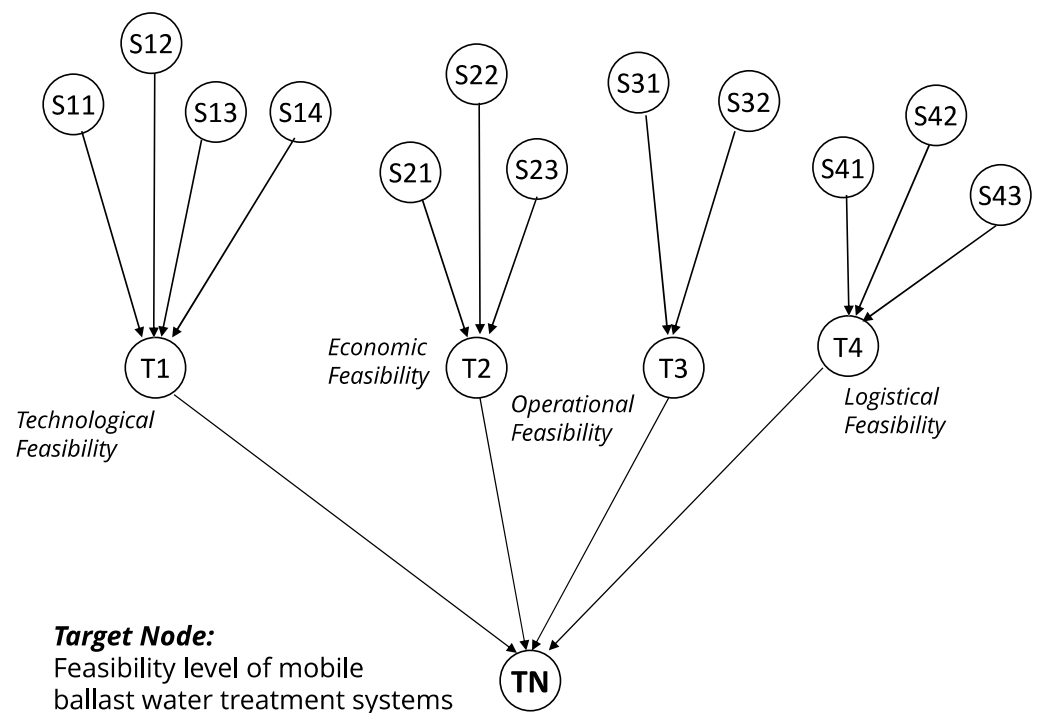 S12
S22
S31
S32
S11
S13
S14
S42
S21
S23
S41
S43
T1
Economic
Feasibility
T2
T3
T4
Technological
Feasibility
Operational
Feasibility
Logistical
Feasibility
Target Node:
Feasibility level of mobile
ballast water treatment systems
TN